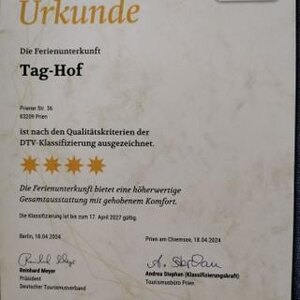 Urkunde
Die Ferienunterkunft
Tag-Hof
Priener Str. 36
83209 Prien
ist nach den Qualitätskriterien der
DTV-Klassifizierung ausgezeichnet.
Die Ferienunterkunft bietet eine höherwertige
Gesamtausstattung mit gehobenem Komfort.
Die Klassifizierung ist bis zum 17. April 2027 gültig.
Berlin, 18.04.2024
Prien am Chiemsee, 18.04.2024
Reinhard Meyer
Präsident
Deutscher Tourismusverband
Andrea Stephan (Klassifizierungskraft)
Tourismusbüro Prien